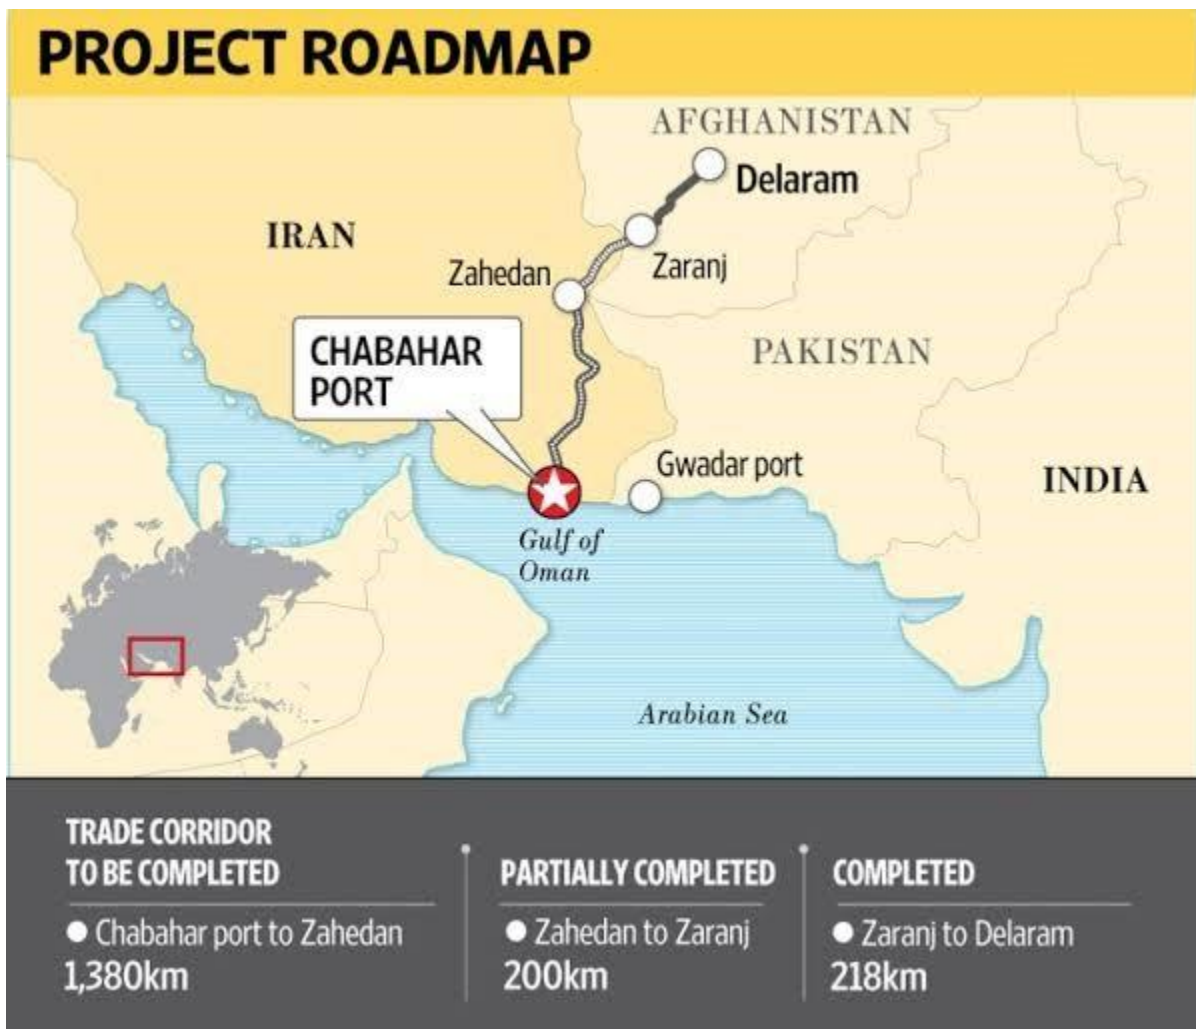 PROJECT ROADMAP
AFGHANISTAN
Delaram
IRAN
Zaranj
Zahedan
CHABAHAR
PORT
PAKISTAN
Gwadar port
INDIA
Gulf of
Oman
Arabian Sea
TRADE CORRIDOR
TO BE COMPLETED
Chabahar port to Zahedan
1,380km
PARTIALLY COMPLETED
Zahedan to Zaranj
200km
COMPLETED
Zaranj to Delaram
218km